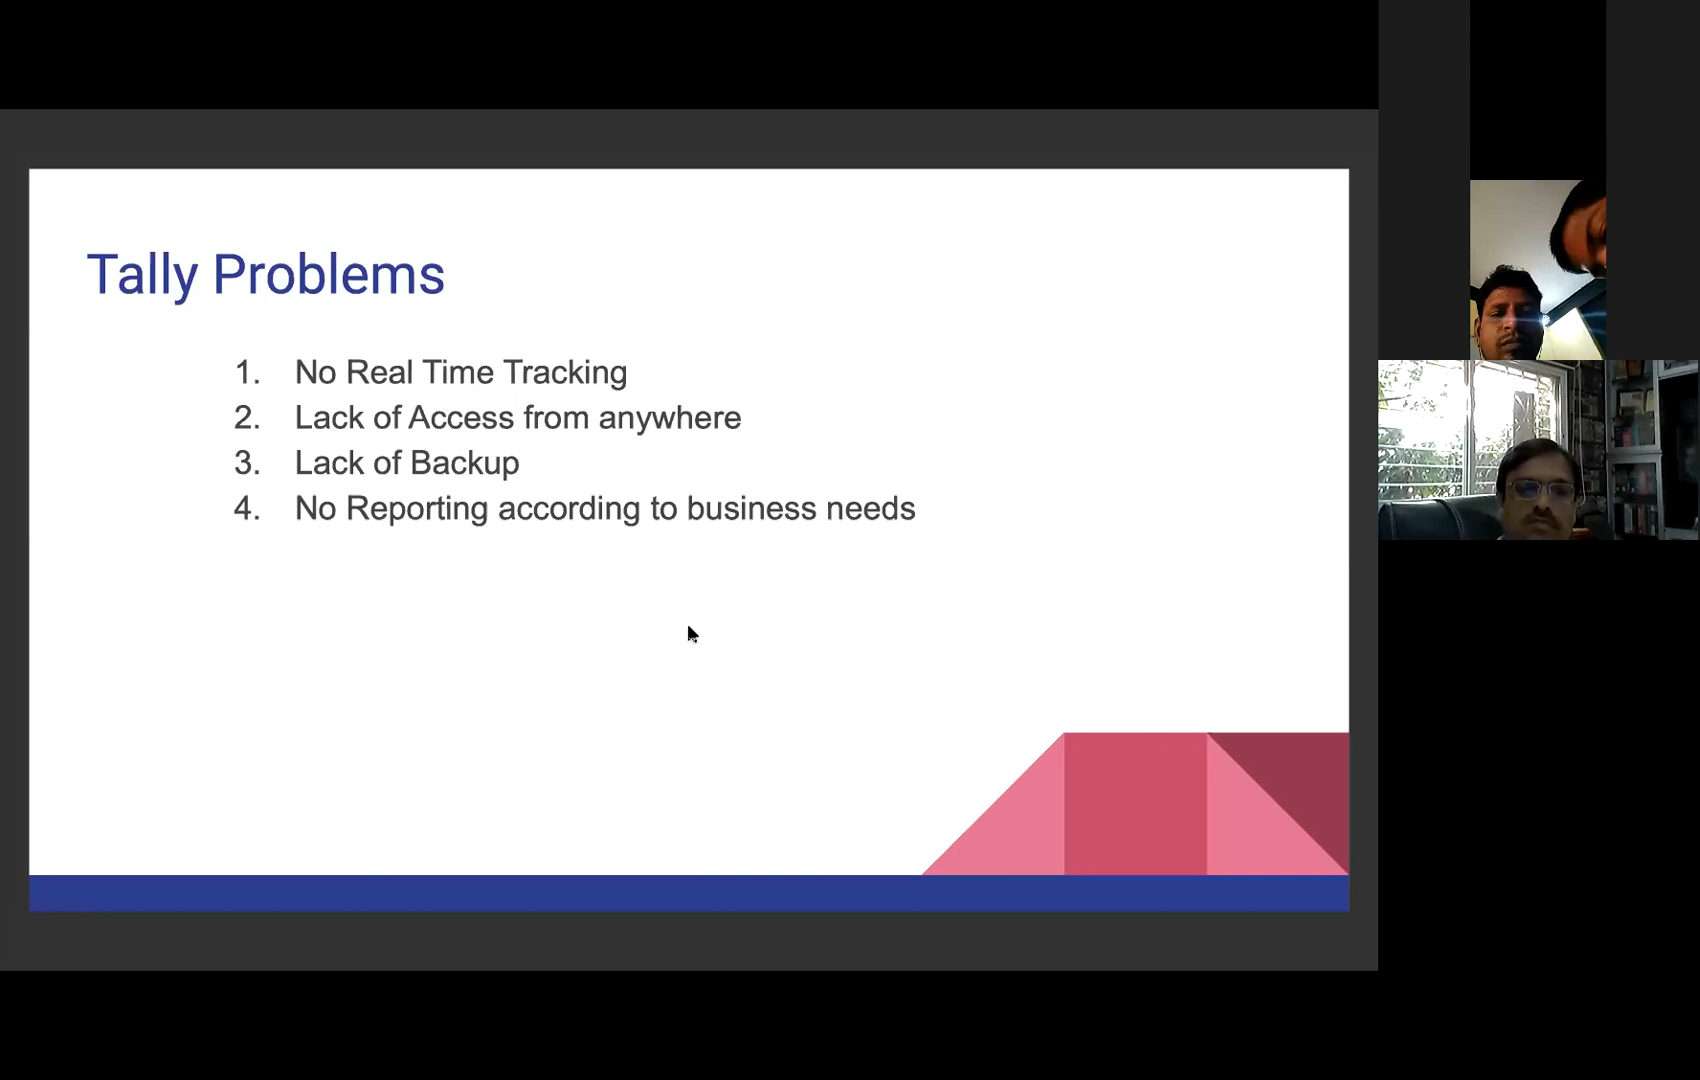 Tally Problems
1. No Real Time Tracking
2. Lack of Access from anywhere
3. Lack of Backup
4. No Reporting according to business needs